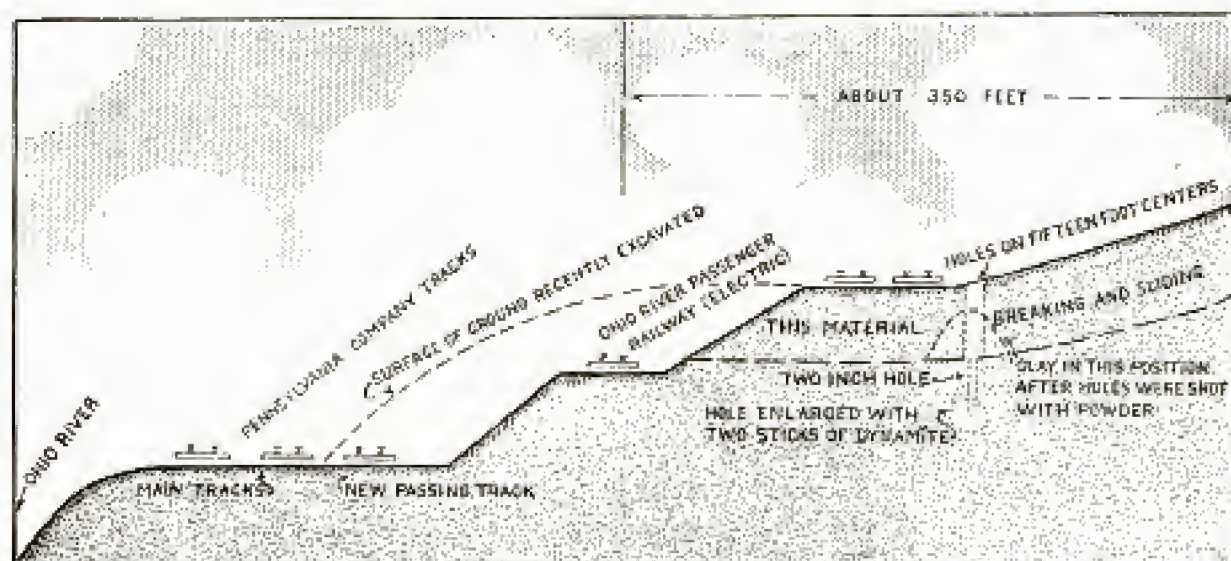 ABOUT 350 FEET
HOLES ON FIFTEEN FOOT CENTERS
SURFACE OF GROUND RECENTLY EXCAVATED
PENNSYLVANIA COMPANY TRACKS
OHIO RIVER PASSENGER
RAILWAY (ELECTRIC)
BREAKING AND SLIDING
THIS MATERIAL
CLAY IN THIS POSITION
AFTER HOLES WERE SHOT
WITH POWDER
TWO INCH HOLE
HOLE ENLARGED WITH
TWO STICKS OF DYNAMITE
OHIO RIVER
MAIN TRACKS
NEW PASSING TRACK